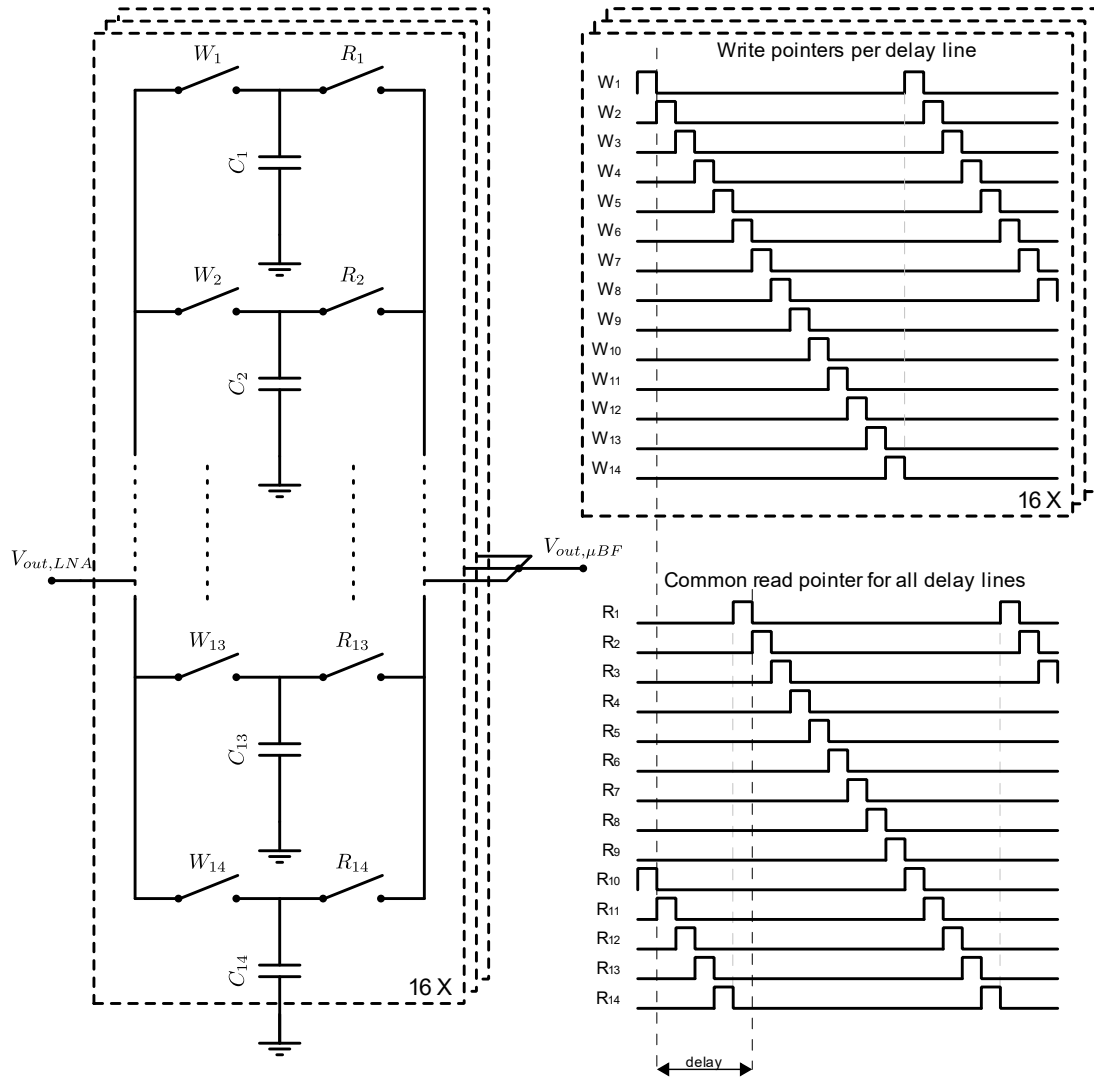 W1
R1
C1
W2
R2
C2
Vout,LNA
Vout,μBF
W13
R13
C13
W14
R14
C14
16 X
Write pointers per delay line
W1
W2
W3
W4
W5
W6
W7
W8
W9
W10
W11
W12
W13
W14
16 X
Common read pointer for all delay lines
R1
R2
R3
R4
R5
R6
R7
R8
R9
R10
R11
R12
R13
R14
delay